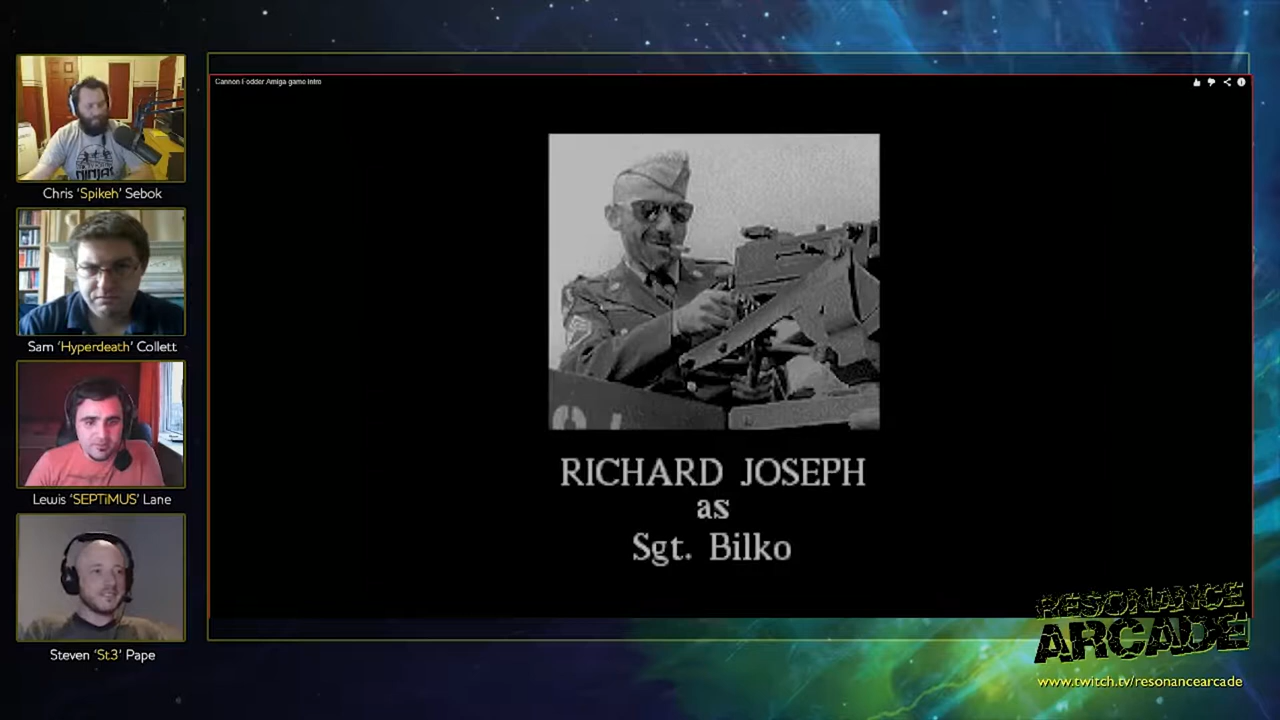 Cannon Fodder Amiga game intro
NINJAS
Chris 'Spikeh' Sebok
Sam 'Hyperdeath' Collett
Lewis 'SEPTiMUS' Lane
Steven 'St3' Pape
RICHARD JOSEPH
as
Sgt. Bilko
RESONANCE
ARCADE
www.twitch.tv/resonancearcade